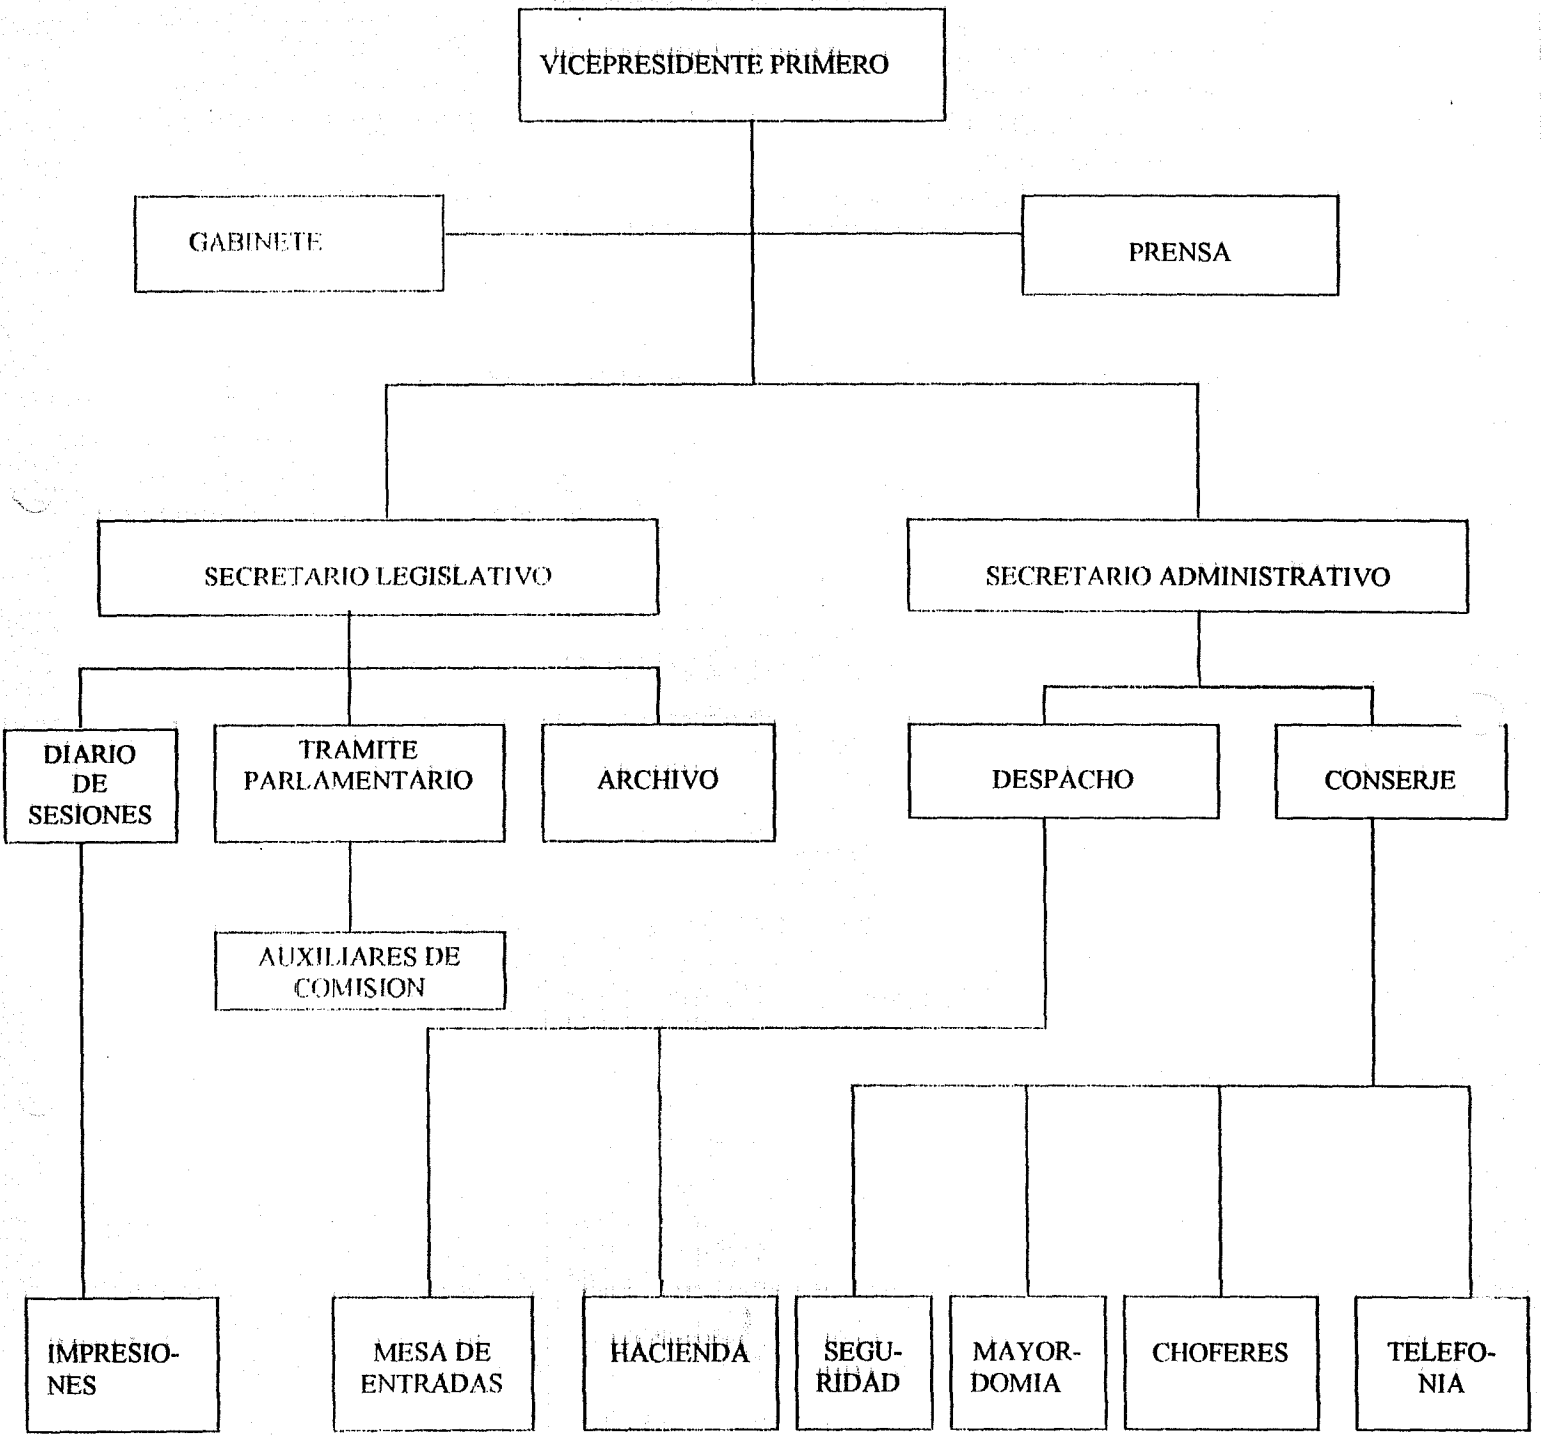 VICEPRESIDENTE PRIMERO
GABINETE
PRENSA
SECRETARIO LEGISLATIVO
SECRETARIO ADMINISTRATIVO
DIARIO
DE
SESIONES
TRAMITE
PARLAMENTARIO
ARCHIVO
DESPACHO
CONSERJE
AUXILIARES DE
COMISION
IMPRESIO-
NES
MESA DE
ENTRADAS
HACIENDA
SEGU-
RIDAD
MAYOR-
DOMIA
CHOFERES
TELEFO-
NIA